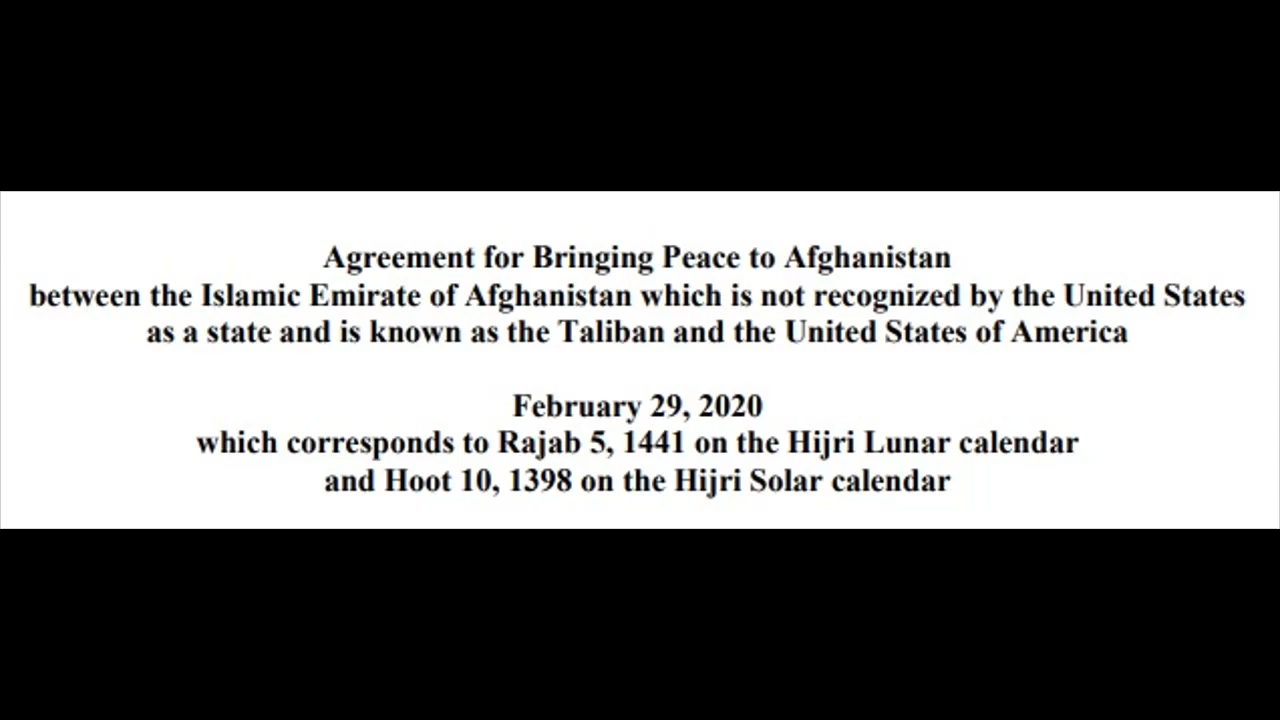 Agreement for Bringing Peace to Afghanistan
between the Islamic Emirate of Afghanistan which is not recognized by the United States
as a state and is known as the Taliban and the United States of America
February 29, 2020
which corresponds to Rajab 5, 1441 on the Hijri Lunar calendar
and Hoot 10, 1398 on the Hijri Solar calendar